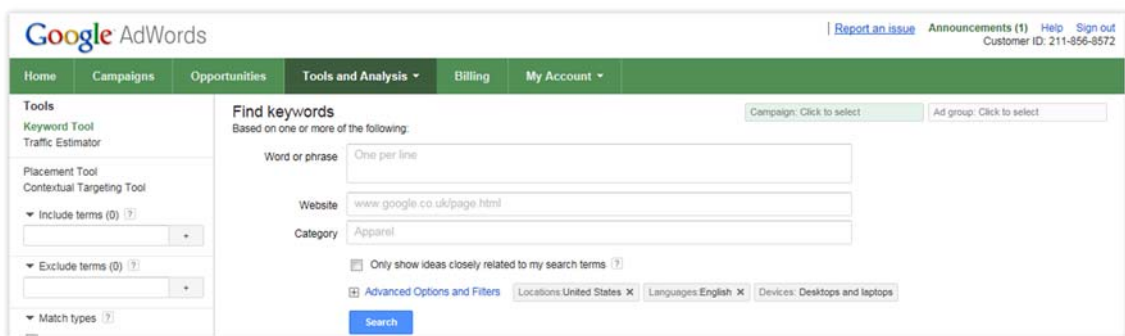 Google AdWords
Report an issue Announcements (1) Help Sign out
Customer ID: 211-856-8572
Home Campaigns Opportunities Tools and Analysis Billing My Account
Tools
Keyword Tool
Traffic Estimator
Placement Tool
Contextual Targeting Tool
Include terms (0) ?
+
Exclude terms (0) ?
+
Match types ?
Find keywords
Based on one or more of the following:
Campaign: Click to select
Ad group: Click to select
Word or phrase One per line
Website www.google.co.uk/page.html
Category Apparel
Only show ideas closely related to my search terms ?
Advanced Options and Filters Locations:United States X Languages:English X Devices: Desktops and laptops
Search